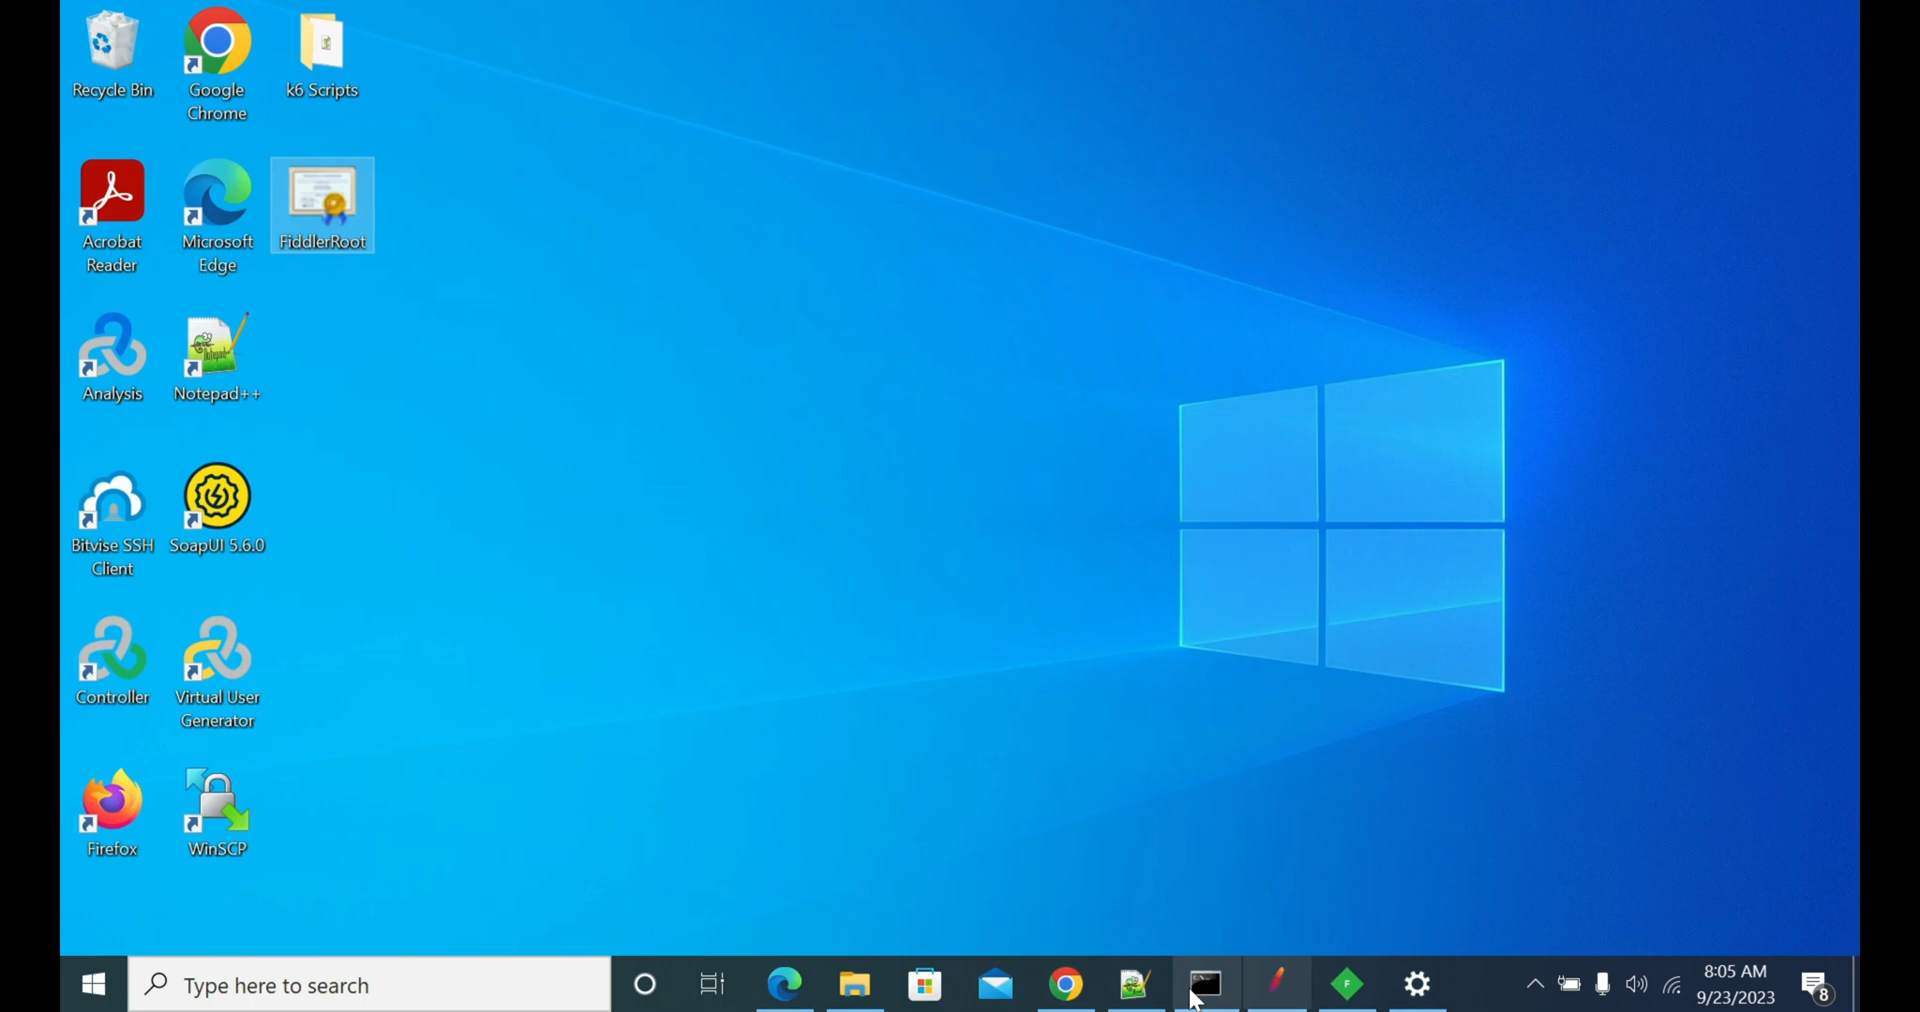 Recycle Bin
Google
Chrome
k6 Scripts
Acrobat
Reader
Microsoft
Edge
FiddlerRoot
Analysis
Notepad++
Bitvise SSH
Client
SoapUI 5.6.0
Controller
Virtual User
Generator
Firefox
WinSCP
Type here to search
F
8:05 AM
9/23/2023
8